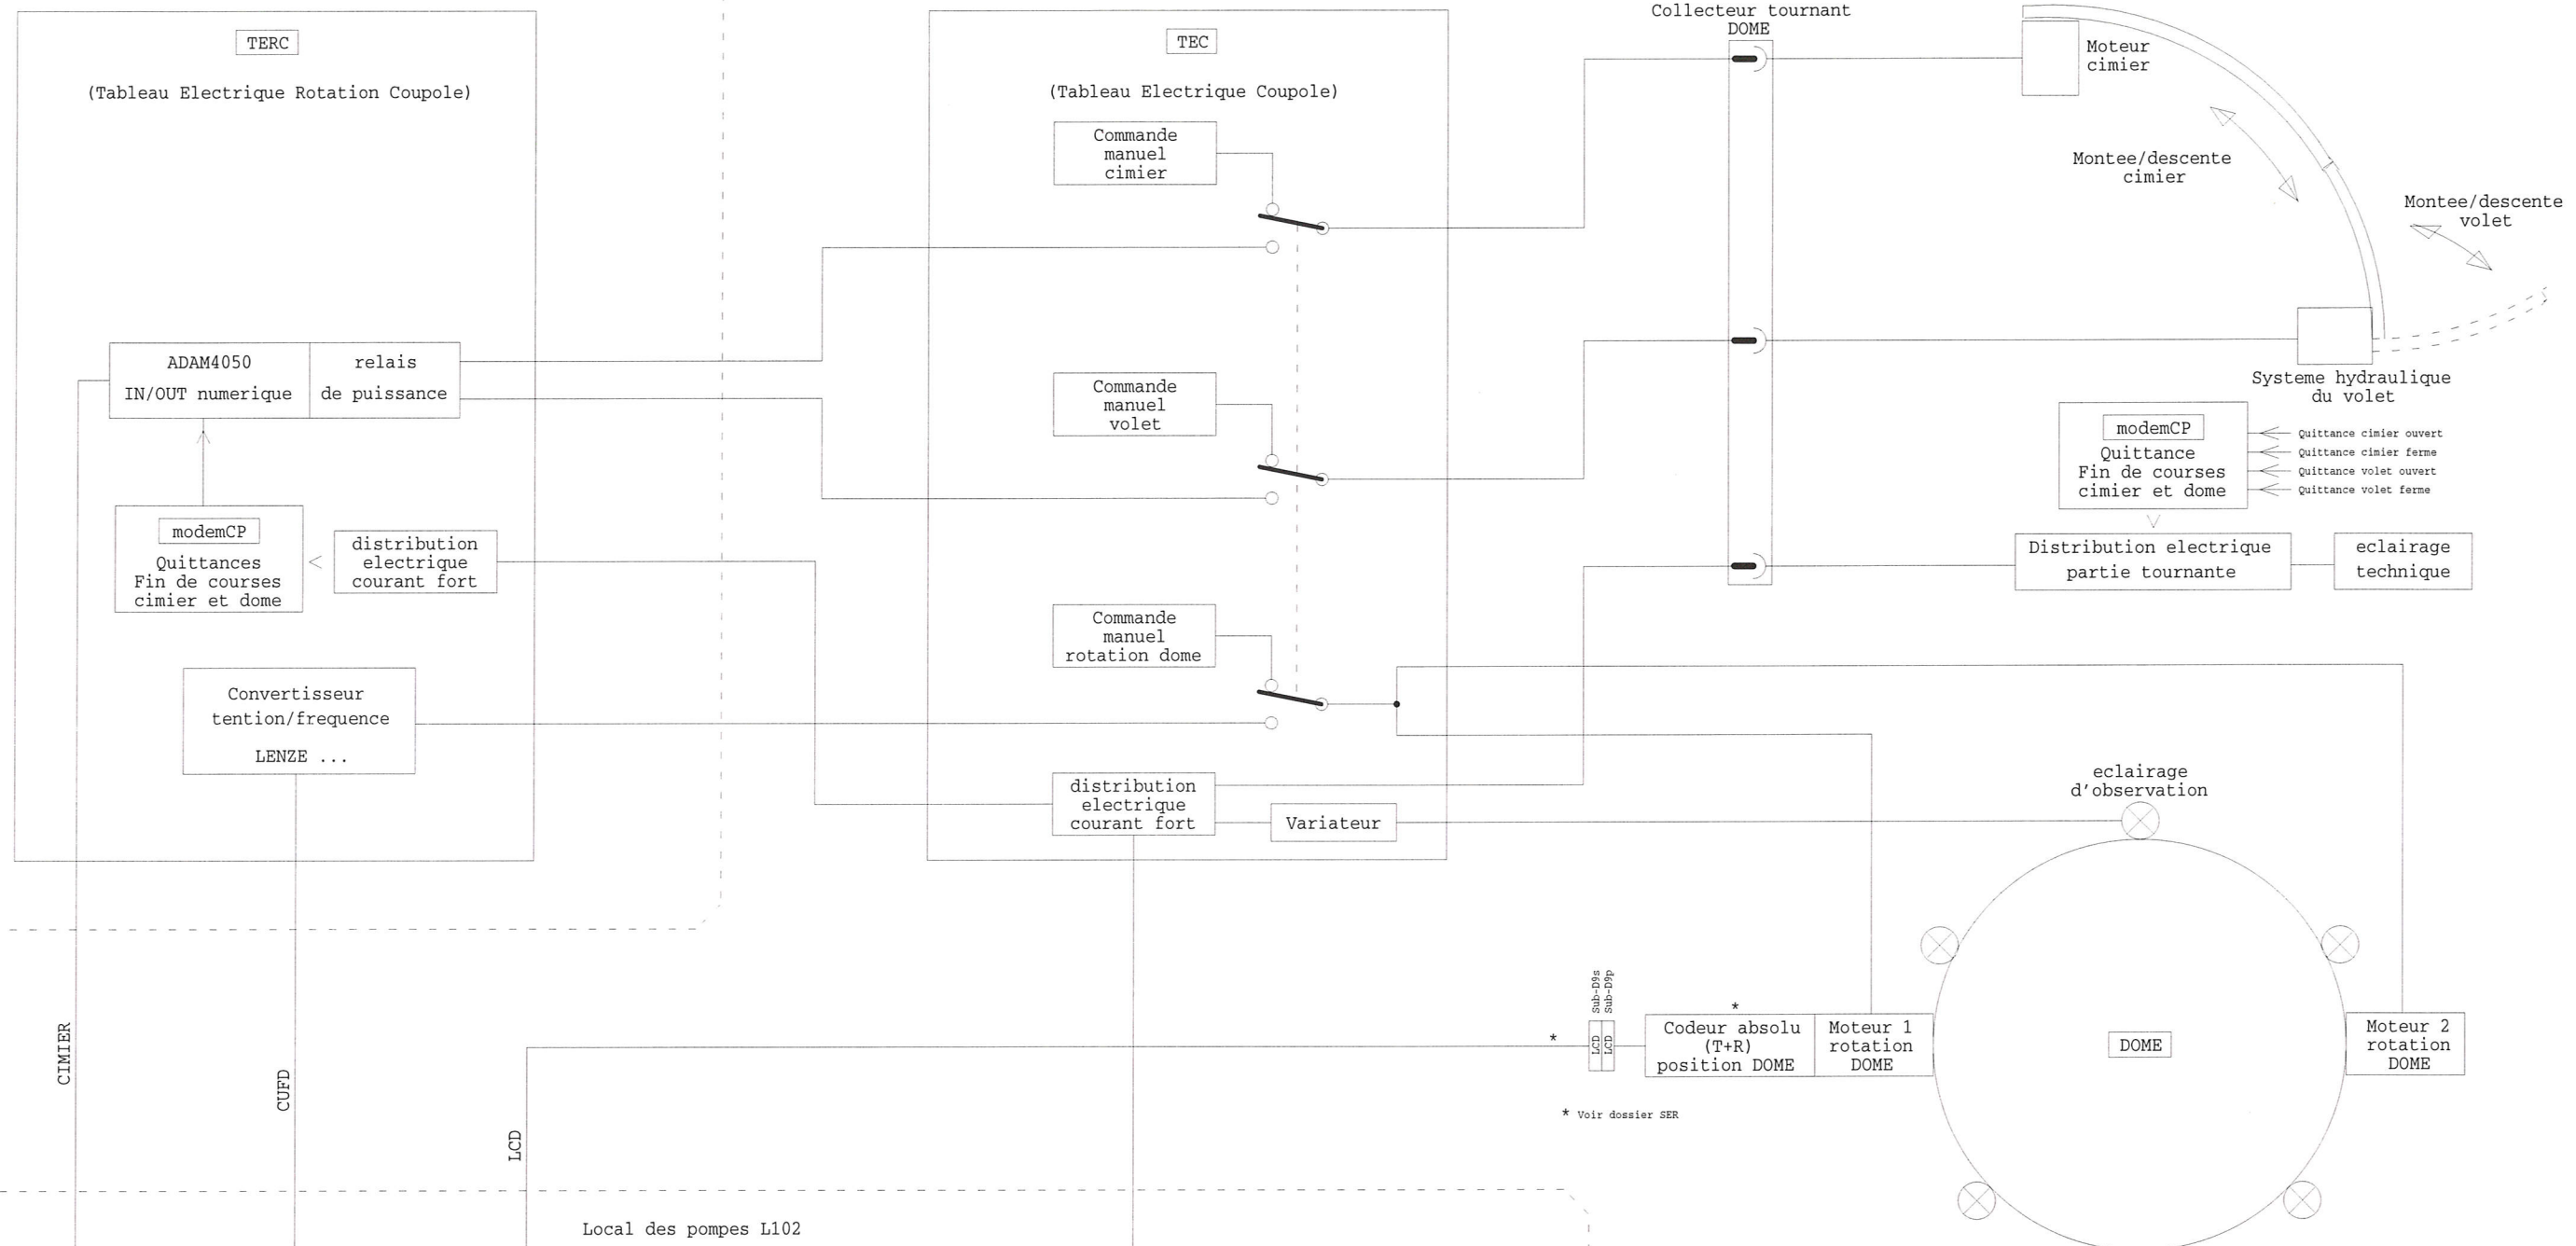 TERC
(Tableau Electrique Rotation Coupole)
ADAM4050
IN/OUT numerique
relais
de puissance
modemCP
Quittances
Fin de courses
cimier et dome
<
distribution
electrique
courant fort
Convertisseur
tention/frequence
LENZE ...
TEC
(Tableau Electrique Coupole)
Commande
manuel
cimier
Commande
manuel
volet
Commande
manuel
rotation dome
distribution
electrique
courant fort
Variateur
Collecteur tournant
DOME
Moteur
cimier
Montee/descente
cimier
Montee/descente
volet
Systeme hydraulique
du volet
modemCP
Quittance
Fin de courses
cimier et dome
Quittance cimier ouvert
Quittance cimier ferme
Quittance volet ouvert
Quittance volet ferme
Distribution electrique
partie tournante
eclairage
technique
eclairage
d'observation
Sub-D9s
Sub-D9p
LCD
LCD
*
*
Codeur absolu
(T+R)
position DOME
Moteur 1
rotation
DOME
DOME
Moteur 2
rotation
DOME
* Voir dossier SER
CIMIER
CUFD
LCD
Local des pompes L102